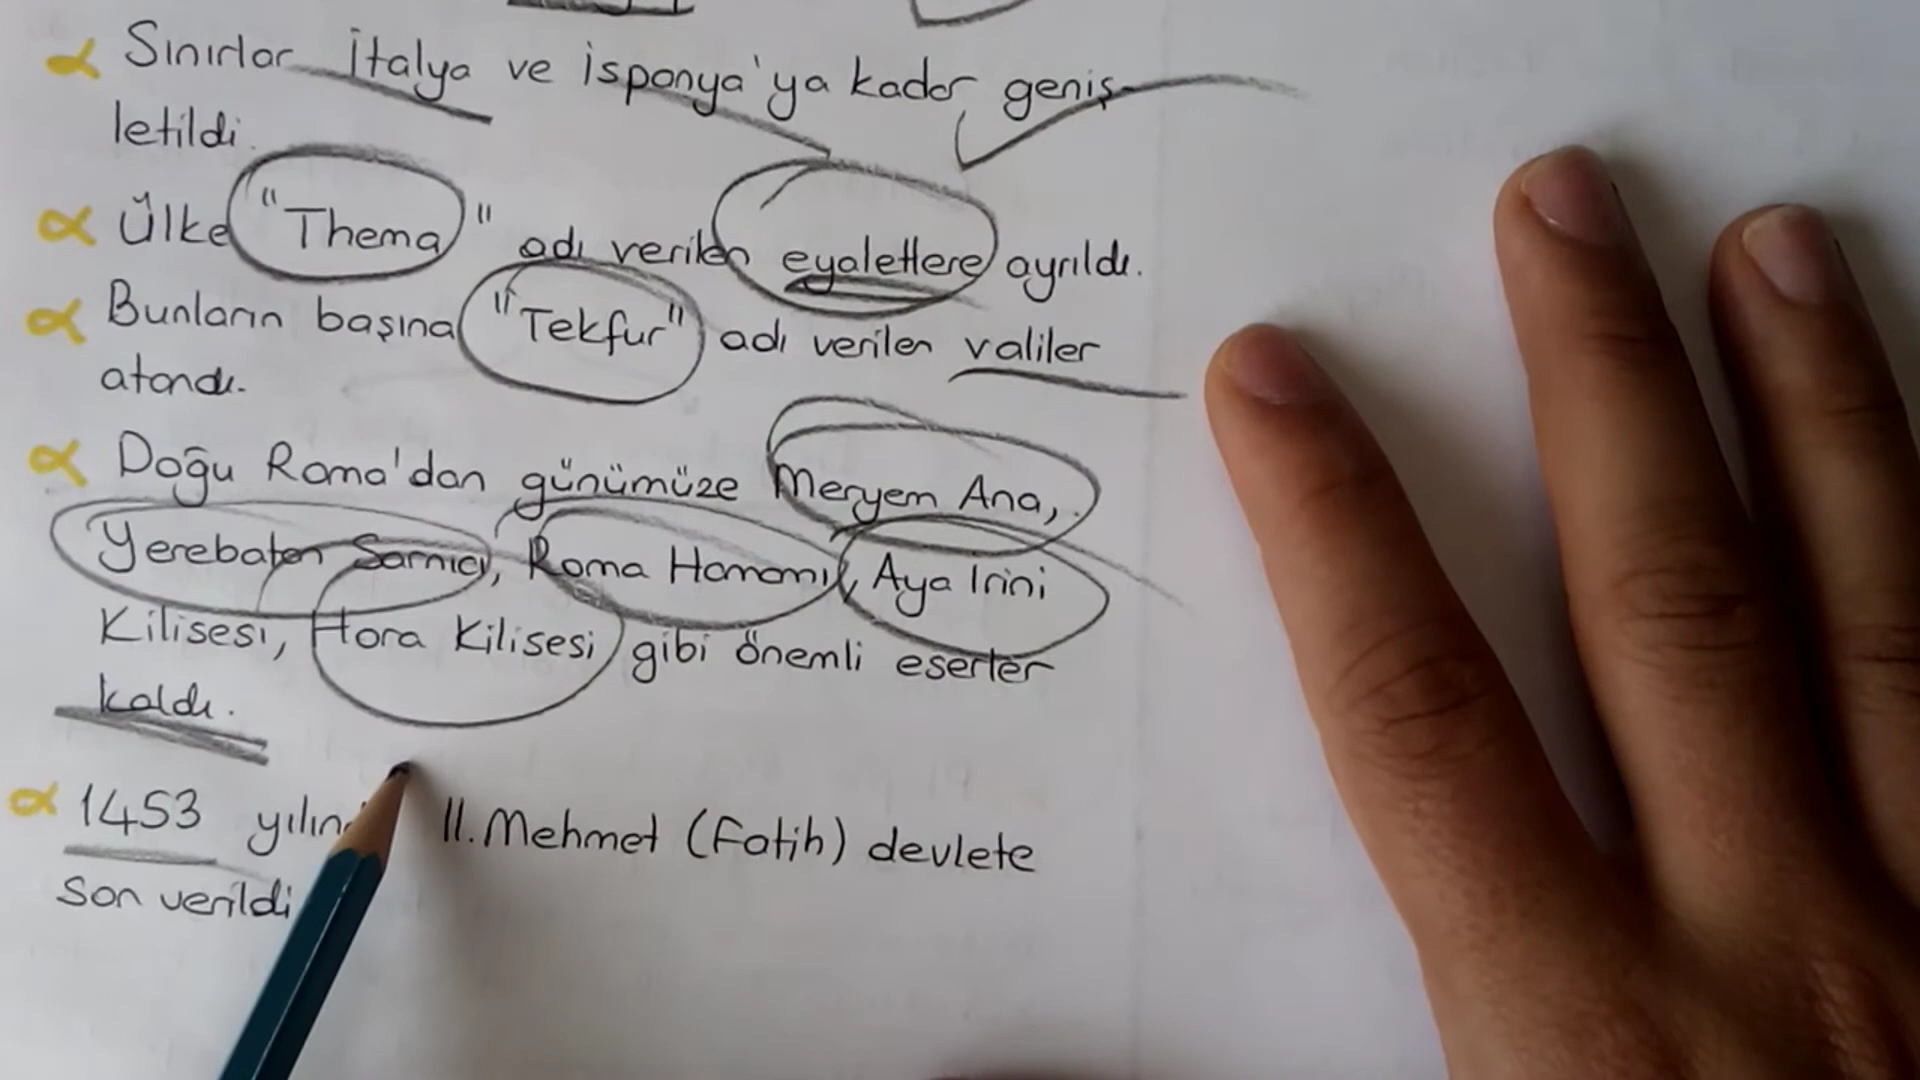 Sınırlar İtalya ve İspanya'ya kadar geniş-
letildi.
Ülke "Thema" adı verilen eyaletlere ayrıldı.
Bunların başına "Tekfur" adı verilen valiler
atandı.
Doğu Roma'dan günümüze Meryem Ana,
Yerebatan Sarnıcı, Roma Hamamı, Aya Irini
Kilisesi, Hora Kilisesi gibi önemli eserler
kaldı.
1453 II. Mehmet (Fatih) devlete
son verildi